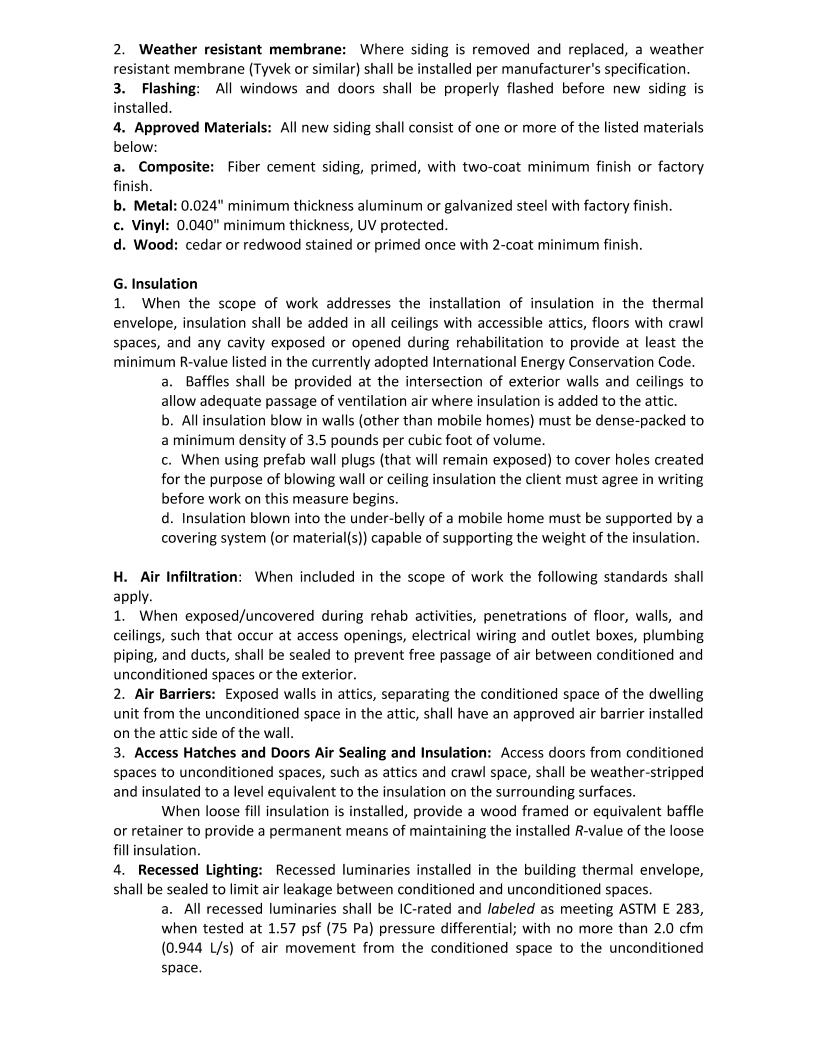 2. Weather resistant membrane: Where siding is removed and replaced, a weather
resistant membrane (Tyvek or similar) shall be installed per manufacturer's specification.
3. Flashing: All windows and doors shall be properly flashed before new siding is
installed.
4. Approved Materials: All new siding shall consist of one or more of the listed materials
below:
a. Composite: Fiber cement siding, primed, with two-coat minimum finish or factory
finish.
b. Metal: 0.024" minimum thickness aluminum or galvanized steel with factory finish.
c. Vinyl: 0.040" minimum thickness, UV protected.
d. Wood: cedar or redwood stained or primed once with 2-coat minimum finish.
G. Insulation
1. When the scope of work addresses the installation of insulation in the thermal
envelope, insulation shall be added in all ceilings with accessible attics, floors with crawl
spaces, and any cavity exposed or opened during rehabilitation to provide at least the
minimum R-value listed in the currently adopted International Energy Conservation Code.
a. Baffles shall be provided at the intersection of exterior walls and ceilings to
allow adequate passage of ventilation air where insulation is added to the attic.
b. All insulation blow in walls (other than mobile homes) must be dense-packed to
a minimum density of 3.5 pounds per cubic foot of volume.
c. When using prefab wall plugs (that will remain exposed) to cover holes created
for the purpose of blowing wall or ceiling insulation the client must agree in writing
before work on this measure begins.
d. Insulation blown into the under-belly of a mobile home must be supported by a
covering system (or material(s)) capable of supporting the weight of the insulation.
H. Air Infiltration: When included in the scope of work the following standards shall
apply.
1. When exposed/uncovered during rehab activities, penetrations of floor, walls, and
ceilings, such that occur at access openings, electrical wiring and outlet boxes, plumbing
piping, and ducts, shall be sealed to prevent free passage of air between conditioned and
unconditioned spaces or the exterior.
2. Air Barriers: Exposed walls in attics, separating the conditioned space of the dwelling
unit from the unconditioned space in the attic, shall have an approved air barrier installed
on the attic side of the wall.
3. Access Hatches and Doors Air Sealing and Insulation: Access doors from conditioned
spaces to unconditioned spaces, such as attics and crawl space, shall be weather-stripped
and insulated to a level equivalent to the insulation on the surrounding surfaces.
When loose fill insulation is installed, provide a wood framed or equivalent baffle
or retainer to provide a permanent means of maintaining the installed R-value of the loose
fill insulation.
4. Recessed Lighting: Recessed luminaries installed in the building thermal envelope,
shall be sealed to limit air leakage between conditioned and unconditioned spaces.
a. All recessed luminaries shall be IC-rated and labeled as meeting ASTM E 283,
when tested at 1.57 psf (75 Pa) pressure differential; with no more than 2.0 cfm
(0.944 L/s) of air movement from the conditioned space to the unconditioned
space.